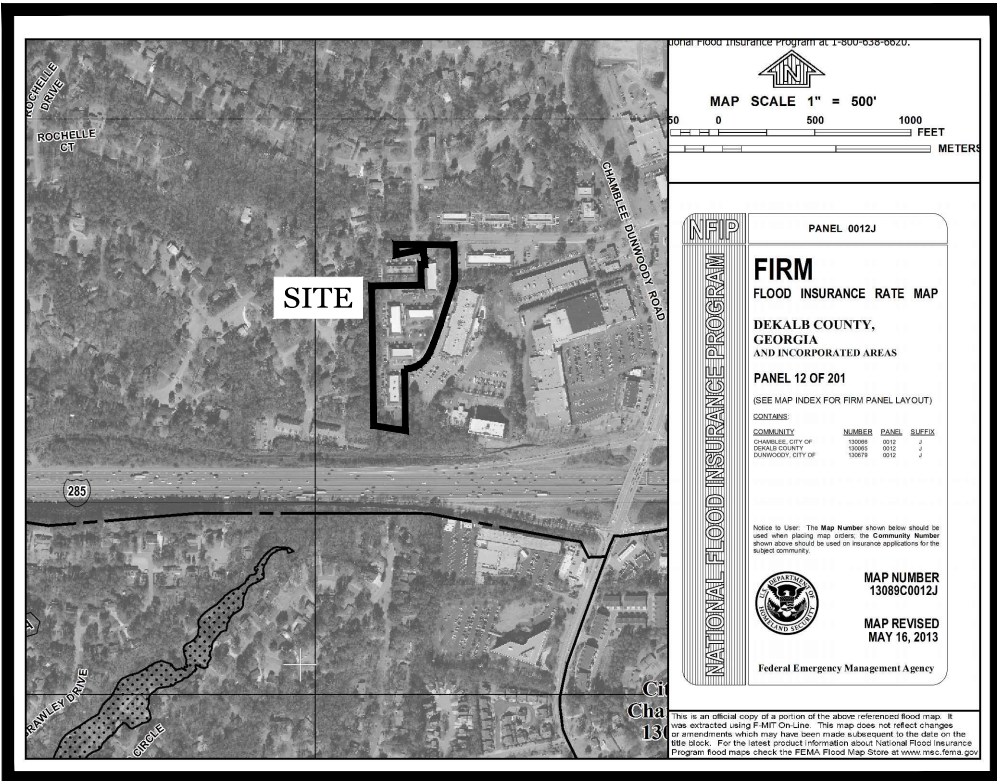 ROCHELLE
DRIVE
ROCHELLE
CT
SITE
CHAMBLEE DUNWOODY ROAD
285
RAWLEY DRIVE
CIRCLE
Cit
Cha
130
ional Flood Insurance Program at 1-800-638-6620.
N
MAP SCALE 1" = 500'
50 0 500 1000
FEET
METERS
NFIP
NATIONAL FLOOD INSURANCE PROGRAM
PANEL 0012J
FIRM
FLOOD INSURANCE RATE MAP
DEKALB COUNTY,
GEORGIA
AND INCORPORATED AREAS
PANEL 12 OF 201
(SEE MAP INDEX FOR FIRM PANEL LAYOUT)
CONTAINS:
COMMUNITY NUMBER PANEL SUFFIX
CHAMBLEE, CITY OF 130066 0012 J
DEKALB COUNTY 130065 0012 J
DUNWOODY, CITY OF 130679 0012 J
Notice to User: The Map Number shown below should be
used when placing map orders; the Community Number
shown above should be used on insurance applications for the
subject community.
U.S. DEPARTMENT OF HOMELAND SECURITY
MAP NUMBER
13089C0012J
MAP REVISED
MAY 16, 2013
Federal Emergency Management Agency
This is an official copy of a portion of the above referenced flood map. It
was extracted using F-MIT On-Line. This map does not reflect changes
or amendments which may have been made subsequent to the date on the
title block. For the latest product information about National Flood Insurance
Program flood maps check the FEMA Flood Map Store at www.msc.fema.gov